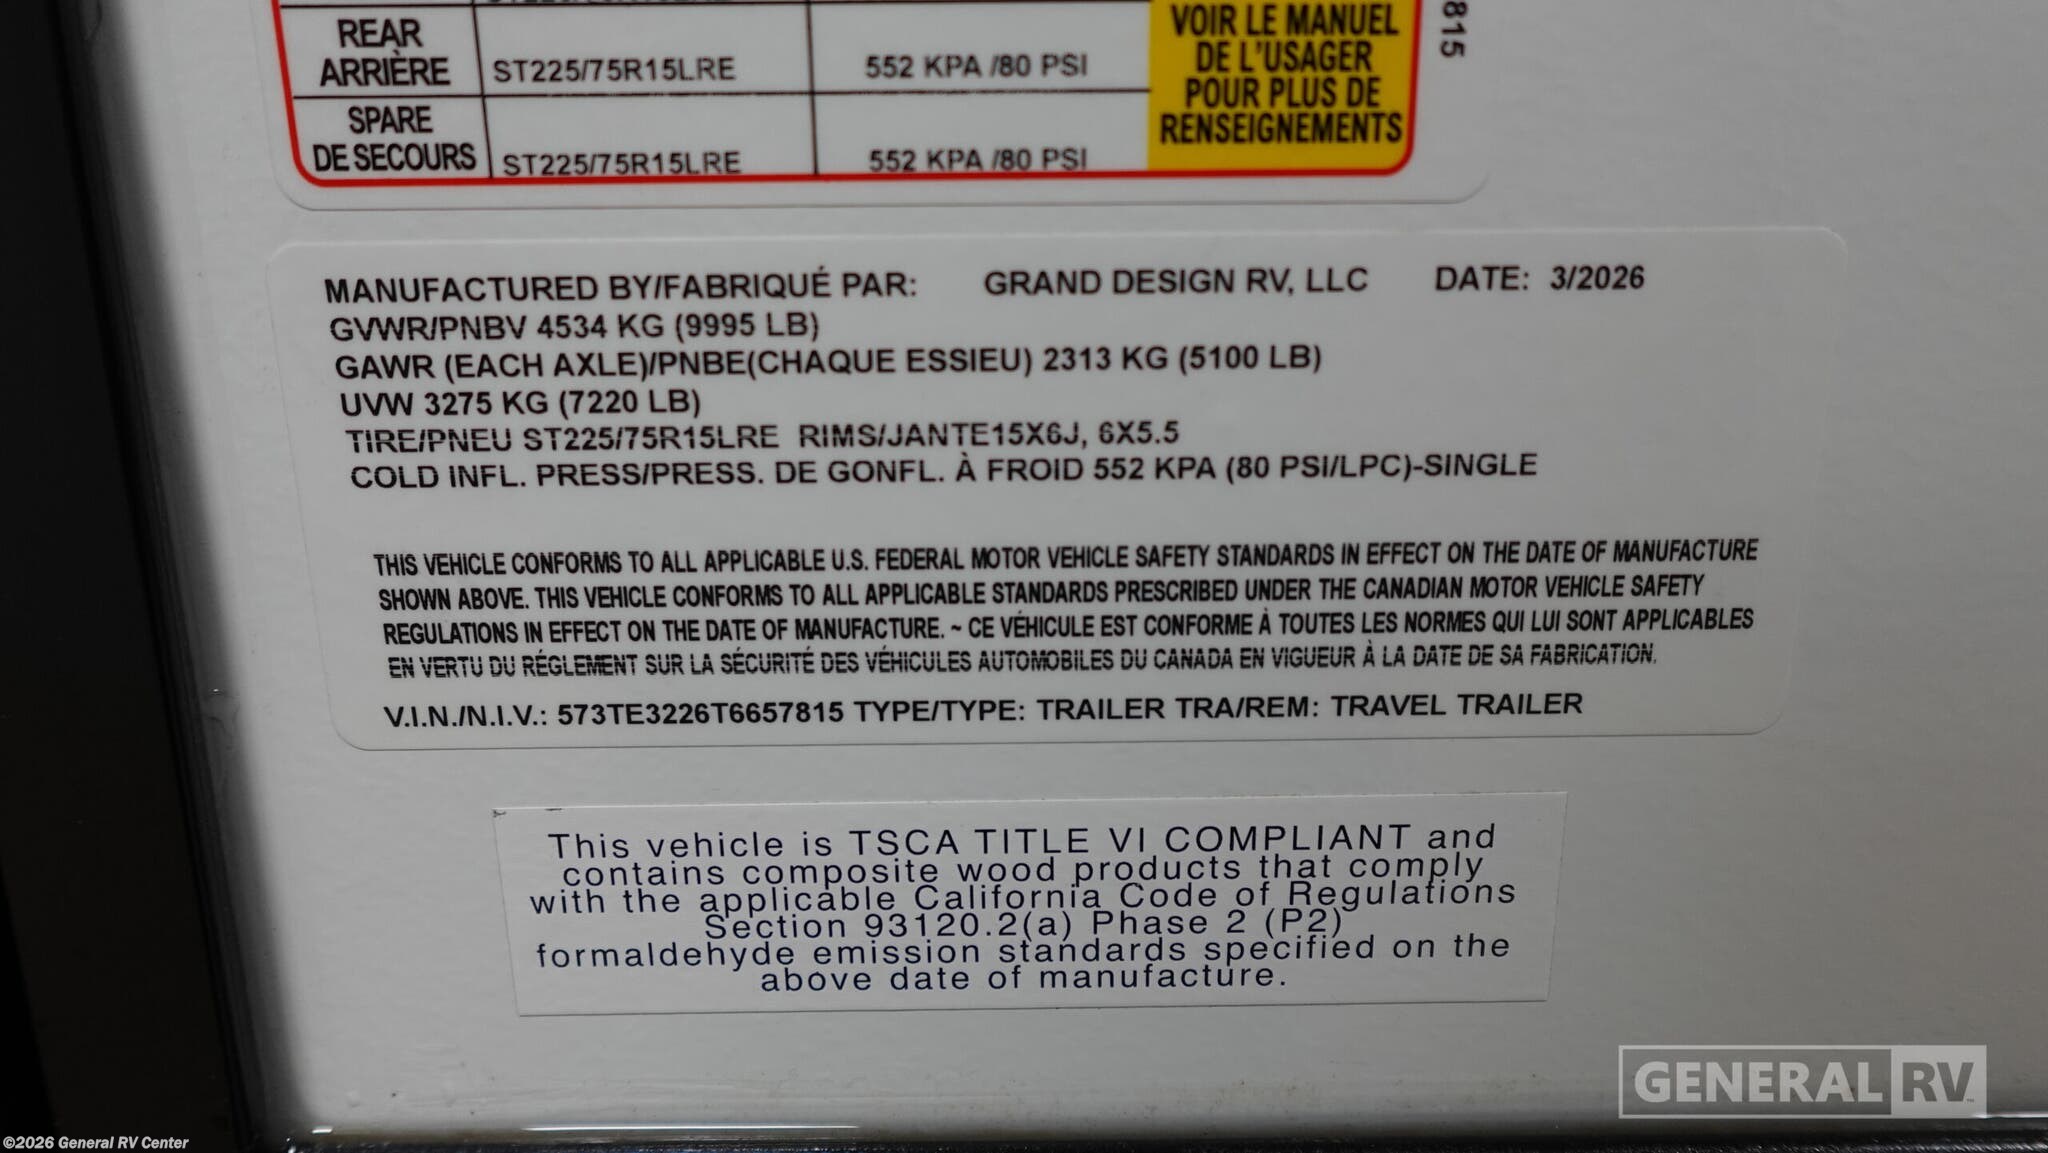 REAR
ARRIÈRE
ST225/75R15LRE
552 KPA /80 PSI
SPARE
DE SECOURS
ST225/75R15LRE
552 KPA /80 PSI
VOIR LE MANUEL
DE L'USAGER
POUR PLUS DE
RENSEIGNEMENTS
815
MANUFACTURED BY/FABRIQUÉ PAR: GRAND DESIGN RV, LLC DATE: 3/2026
GVWR/PNBV 4534 KG (9995 LB)
GAWR (EACH AXLE)/PNBE(CHAQUE ESSIEU) 2313 KG (5100 LB)
UVW 3275 KG (7220 LB)
TIRE/PNEU ST225/75R15LRE RIMS/JANTE15X6J, 6X5.5
COLD INFL. PRESS/PRESS. DE GONFL. À FROID 552 KPA (80 PSI/LPC)-SINGLE
THIS VEHICLE CONFORMS TO ALL APPLICABLE U.S. FEDERAL MOTOR VEHICLE SAFETY STANDARDS IN EFFECT ON THE DATE OF MANUFACTURE
SHOWN ABOVE. THIS VEHICLE CONFORMS TO ALL APPLICABLE STANDARDS PRESCRIBED UNDER THE CANADIAN MOTOR VEHICLE SAFETY
REGULATIONS IN EFFECT ON THE DATE OF MANUFACTURE. ~ CE VÉHICULE EST CONFORME À TOUTES LES NORMES QUI LUI SONT APPLICABLES
EN VERTU DU RÉGLEMENT SUR LA SÉCURITÉ DES VÉHICULES AUTOMOBILES DU CANADA EN VIGUEUR À LA DATE DE SA FABRICATION.
V.I.N./N.I.V.: 573TE3226T6657815 TYPE/TYPE: TRAILER TRA/REM: TRAVEL TRAILER
This vehicle is TSCA TITLE VI COMPLIANT and
contains composite wood products that comply
with the applicable California Code of Regulations
Section 93120.2(a) Phase 2 (P2)
formaldehyde emission standards specified on the
above date of manufacture.
GENERAL RV
©2026 General RV Center